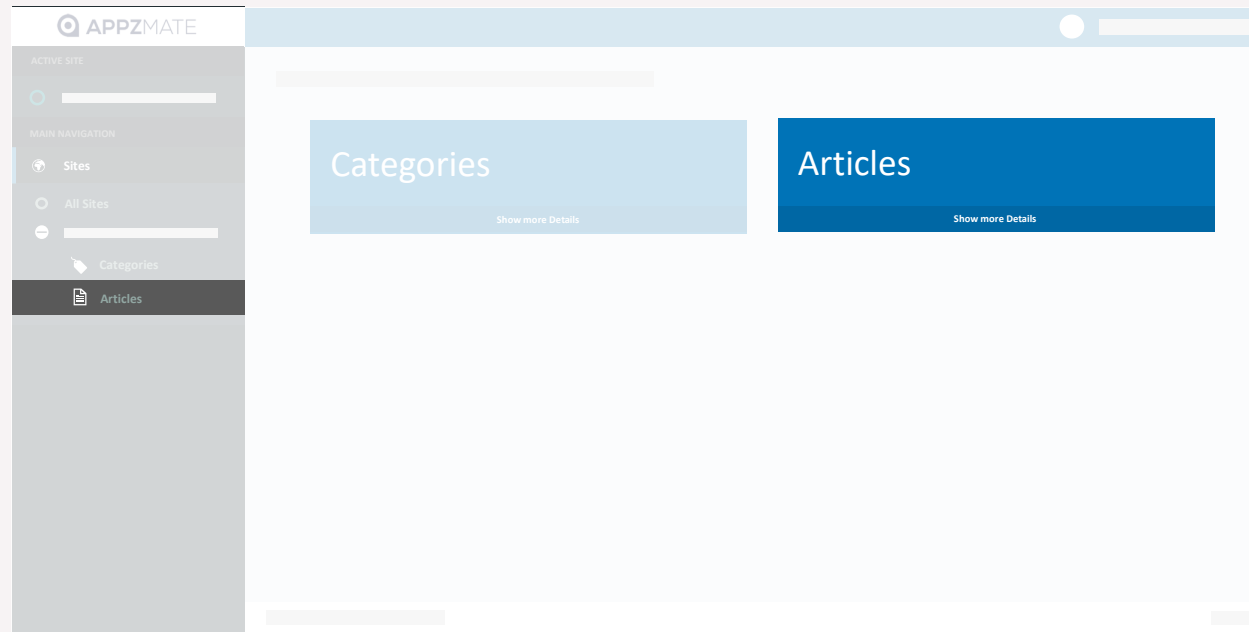 APPZMATE
ACTIVE SITE
MAIN NAVIGATION
Sites
All Sites
Categories
Articles
Categories
Show more Details
Articles
Show more Details